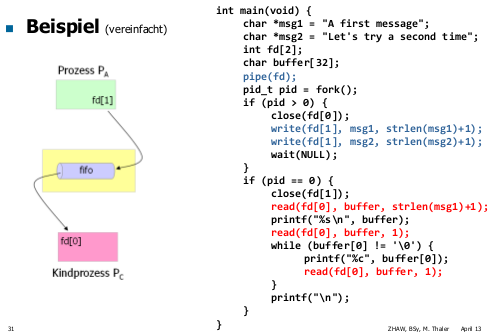 Beispiel (vereinfacht)
Prozess PA
fd[1]
fifo
fd[0]
Kindprozess PC
int main(void) {
char *msg1 = "A first message";
char *msg2 = "Let's try a second time";
int fd[2];
char buffer[32];
pipe(fd);
pid_t pid = fork();
if (pid > 0) {
close(fd[0]);
write(fd[1], msg1, strlen(msg1)+1);
write(fd[1], msg2, strlen(msg2)+1);
wait(NULL);
}
if (pid == 0) {
close(fd[1]);
read(fd[0], buffer, strlen(msg1)+1);
printf("%s\n", buffer);
read(fd[0], buffer, 1);
while (buffer[0] != '\0') {
printf("%c", buffer[0]);
read(fd[0], buffer, 1);
}
printf("\n");
}
}
31
ZHAW, BSy, M. Thaler April 13